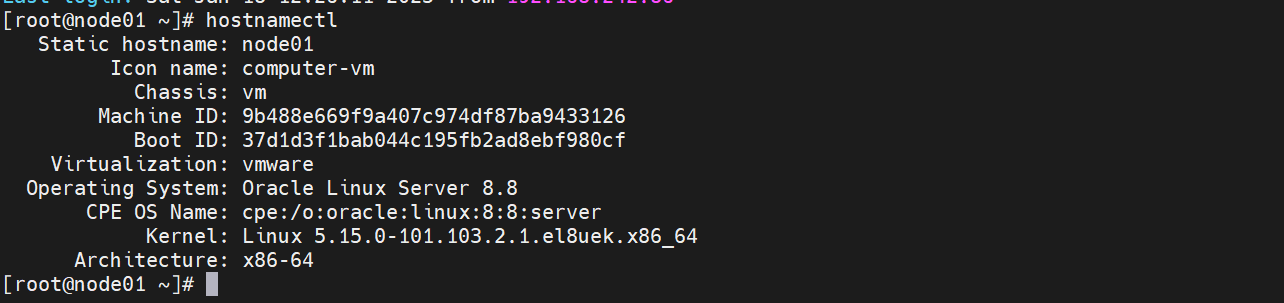 [root@node01 ~]# hostnamectl
Static hostname: node01
Icon name: computer-vm
Chassis: vm
Machine ID: 9b488e669f9a407c974df87ba9433126
Boot ID: 37d1d3f1bab044c195fb2ad8ebf980cf
Virtualization: vmware
Operating System: Oracle Linux Server 8.8
CPE OS Name: cpe:/o:oracle:linux:8:8:server
Kernel: Linux 5.15.0-101.103.2.1.el8uek.x86_64
Architecture: x86-64
[root@node01 ~]#